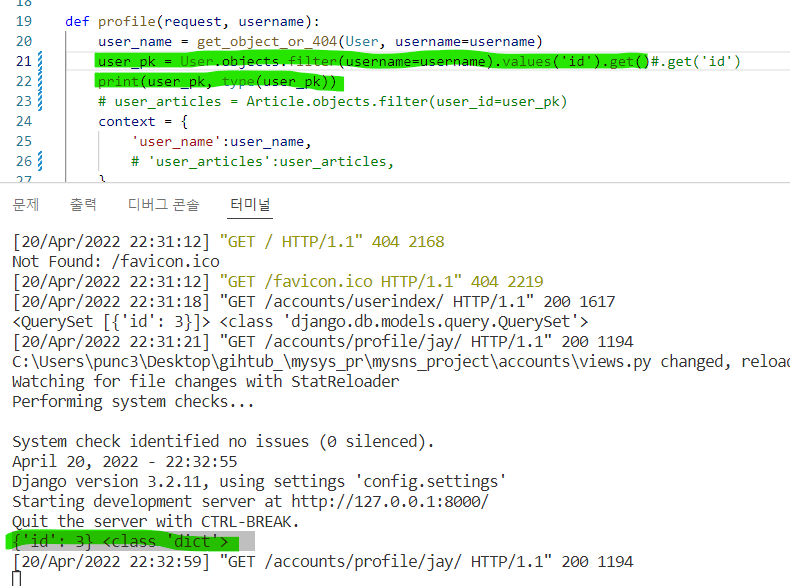 18
19 def profile(request, username):
20 user_name = get_object_or_404(User, username=username)
21 user_pk = User.objects.filter(username=username).values('id').get()#.get('id')
22 print(user_pk, type(user_pk))
23 # user_articles = Article.objects.filter(user_id=user_pk)
24 context = {
25 'user_name':user_name,
26 # 'user_articles':user_articles,
27 }
문제 출력 디버그 콘솔 터미널
[20/Apr/2022 22:31:12] "GET / HTTP/1.1" 404 2168
Not Found: /favicon.ico
[20/Apr/2022 22:31:12] "GET /favicon.ico HTTP/1.1" 404 2219
[20/Apr/2022 22:31:18] "GET /accounts/userindex/ HTTP/1.1" 200 1617
<QuerySet [{'id': 3}]> <class 'django.db.models.query.QuerySet'>
[20/Apr/2022 22:31:21] "GET /accounts/profile/jay/ HTTP/1.1" 200 1194
C:\Users\punc3\Desktop\gihtub_\mysys_pr\mysns_project\accounts\views.py changed, reloa
Watching for file changes with StatReloader
Performing system checks...
System check identified no issues (0 silenced).
April 20, 2022 - 22:32:55
Django version 3.2.11, using settings 'config.settings'
Starting development server at http://127.0.0.1:8000/
Quit the server with CTRL-BREAK.
{'id': 3} <class 'dict'>
[20/Apr/2022 22:32:59] "GET /accounts/profile/jay/ HTTP/1.1" 200 1194